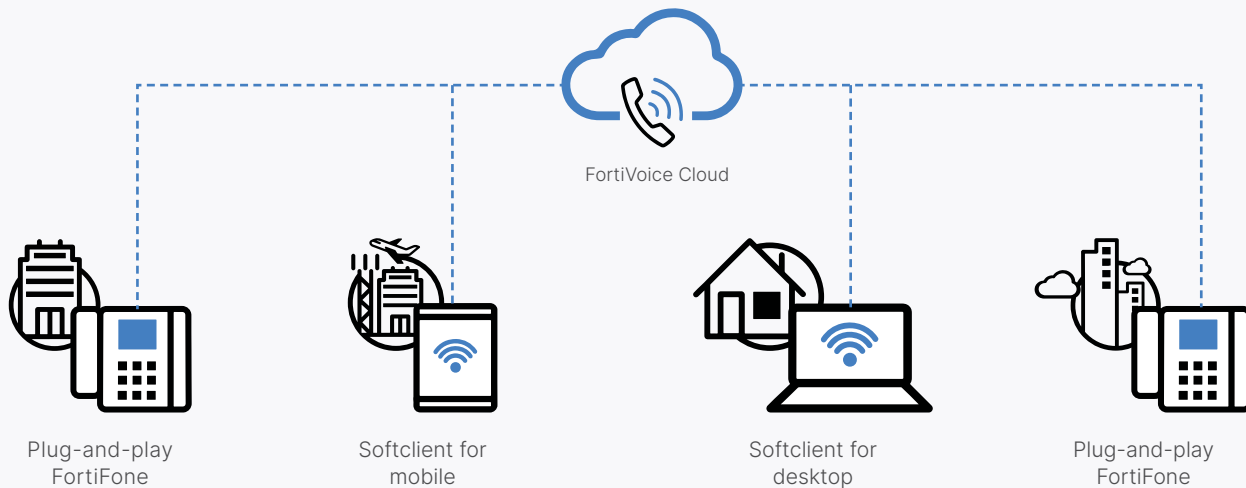 FortiVoice Cloud
Plug-and-play
FortiFone
Softclient for
mobile
Softclient for
desktop
Plug-and-play
FortiFone